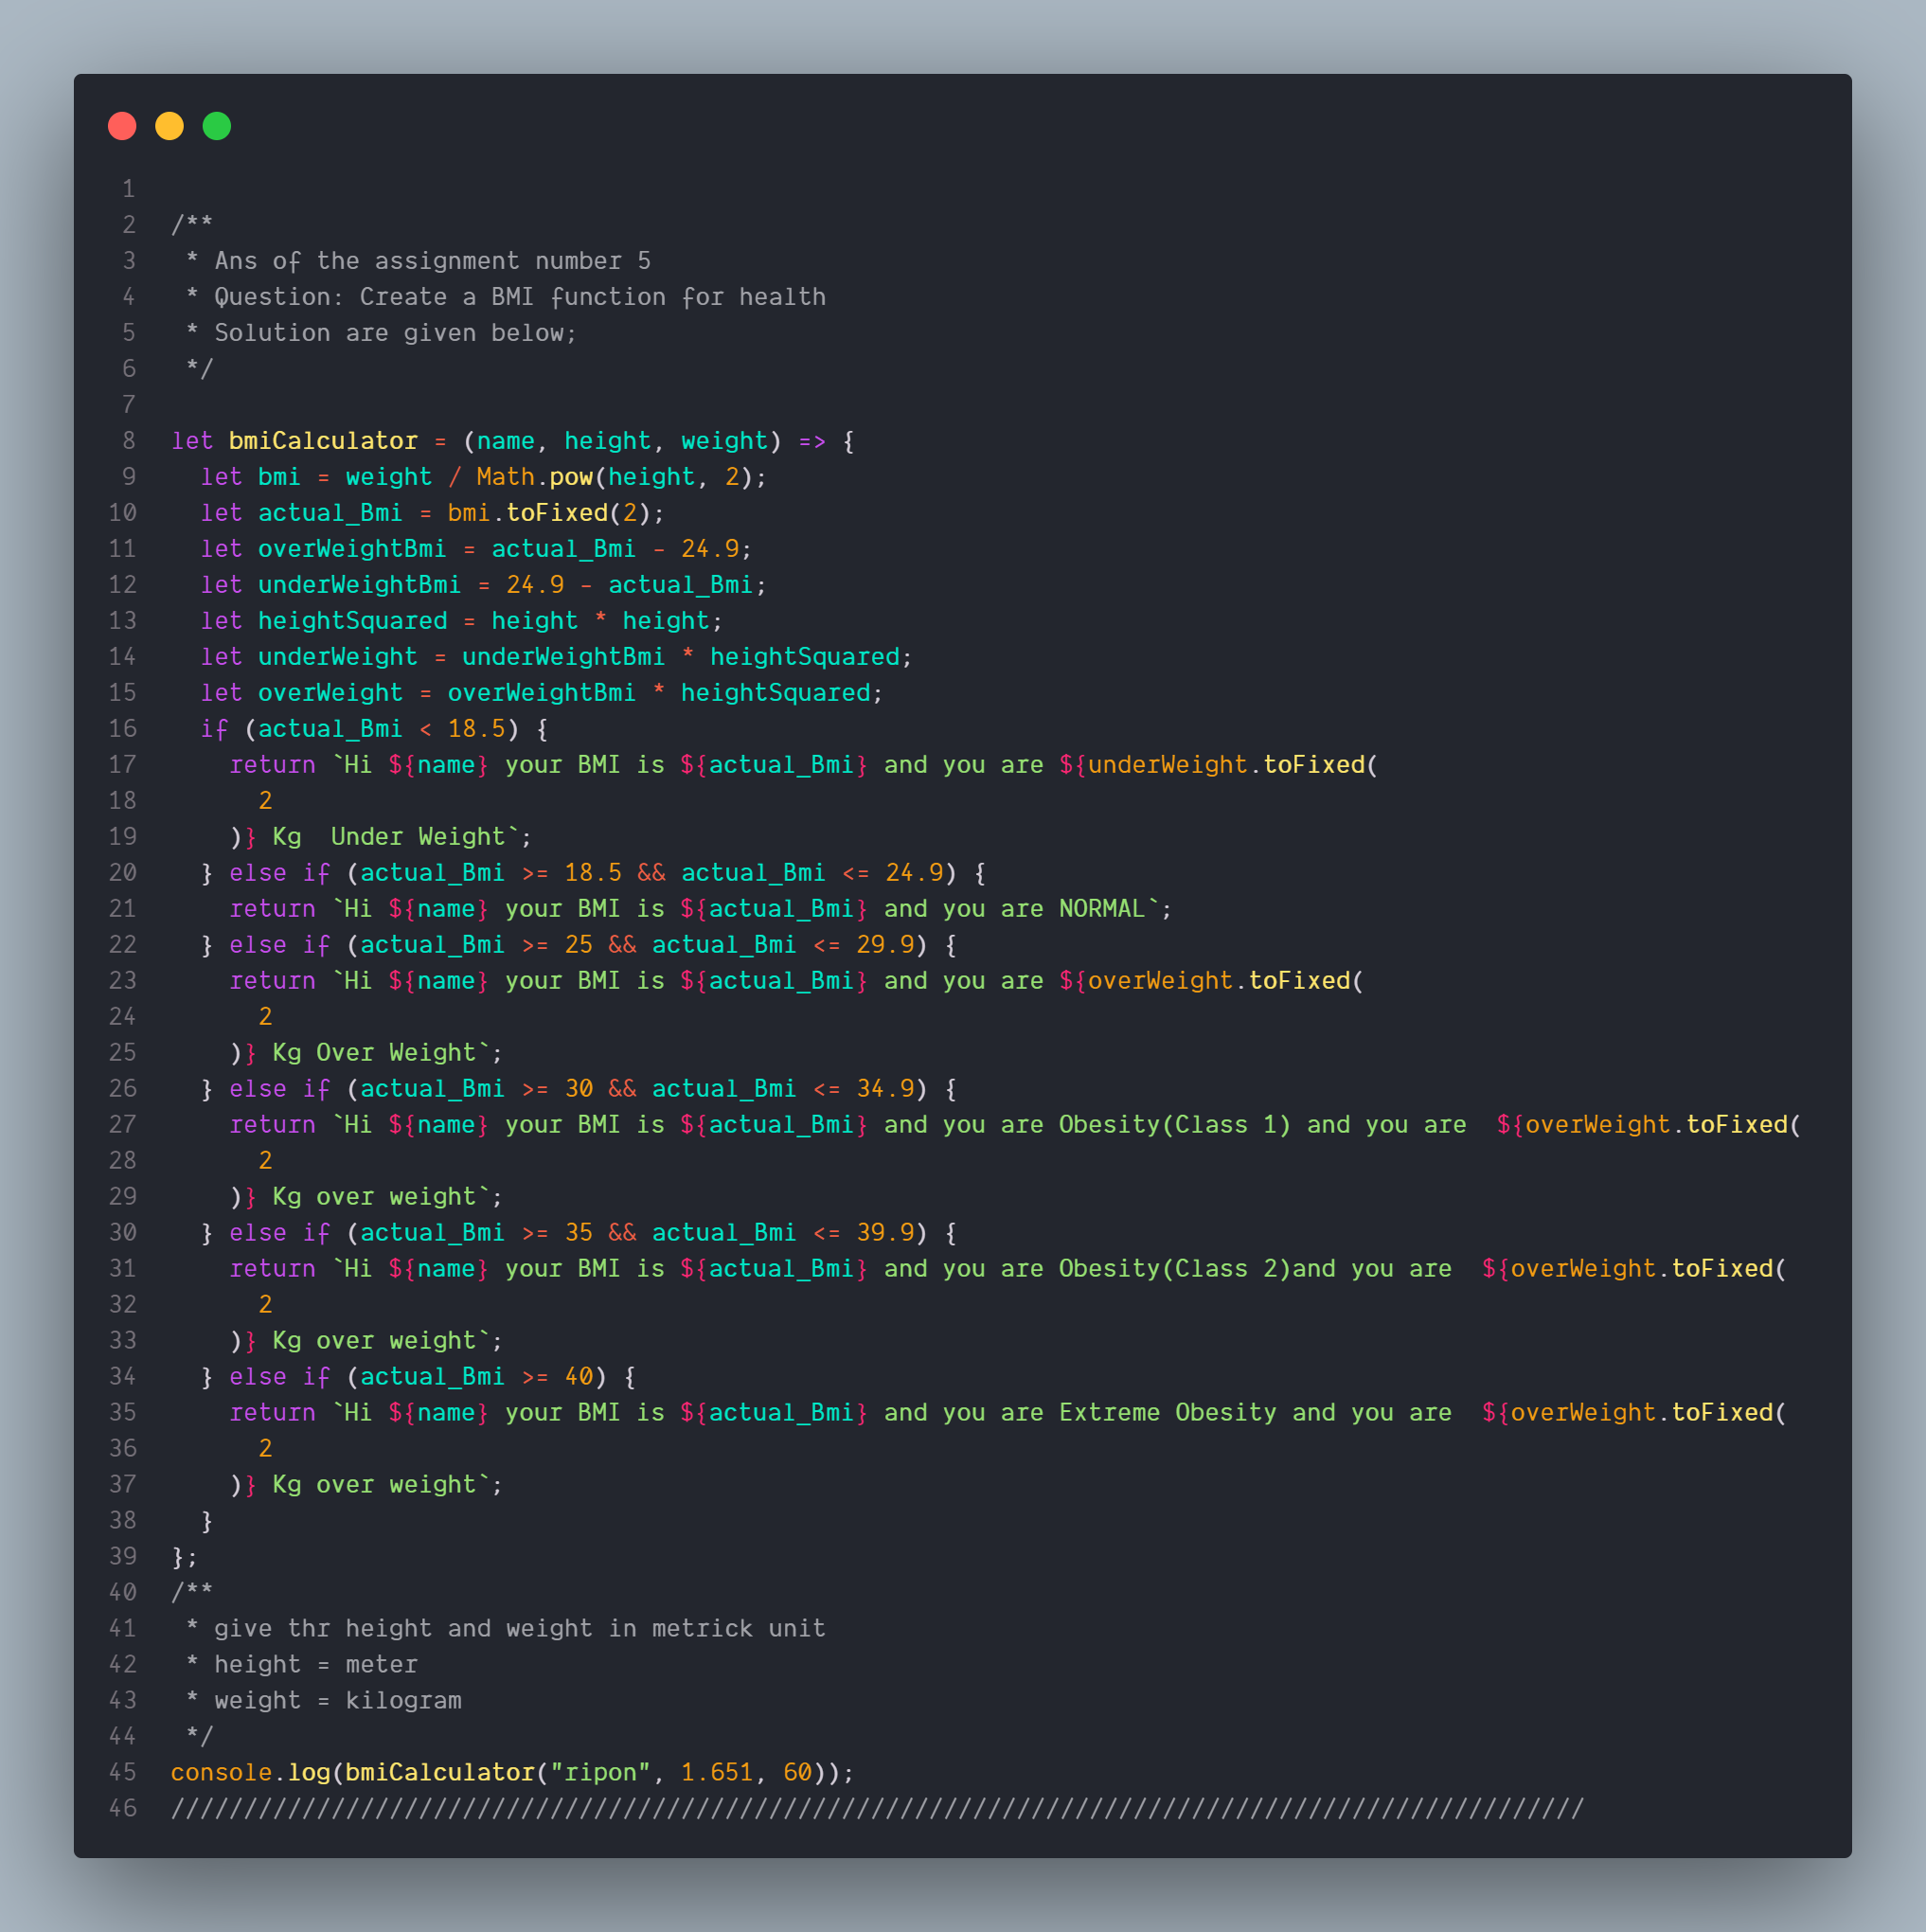 1
2 /**
3  * Ans of the assignment number 5
4  * Question: Create a BMI function for health
5  * Solution are given below;
6  */
7
8 let bmiCalculator = (name, height, weight) => {
9   let bmi = weight / Math.pow(height, 2);
10   let actual_Bmi = bmi.toFixed(2);
11   let overWeightBmi = actual_Bmi - 24.9;
12   let underWeightBmi = 24.9 - actual_Bmi;
13   let heightSquared = height * height;
14   let underWeight = underWeightBmi * heightSquared;
15   let overWeight = overWeightBmi * heightSquared;
16   if (actual_Bmi < 18.5) {
17     return `Hi ${name} your BMI is ${actual_Bmi} and you are ${underWeight.toFixed(
18       2
19     )} Kg  Under Weight`;
20   } else if (actual_Bmi >= 18.5 && actual_Bmi <= 24.9) {
21     return `Hi ${name} your BMI is ${actual_Bmi} and you are NORMAL`;
22   } else if (actual_Bmi >= 25 && actual_Bmi <= 29.9) {
23     return `Hi ${name} your BMI is ${actual_Bmi} and you are ${overWeight.toFixed(
24       2
25     )} Kg Over Weight`;
26   } else if (actual_Bmi >= 30 && actual_Bmi <= 34.9) {
27     return `Hi ${name} your BMI is ${actual_Bmi} and you are Obesity(Class 1) and you are  ${overWeight.toFixed(
28       2
29     )} Kg over weight`;
30   } else if (actual_Bmi >= 35 && actual_Bmi <= 39.9) {
31     return `Hi ${name} your BMI is ${actual_Bmi} and you are Obesity(Class 2)and you are  ${overWeight.toFixed(
32       2
33     )} Kg over weight`;
34   } else if (actual_Bmi >= 40) {
35     return `Hi ${name} your BMI is ${actual_Bmi} and you are Extreme Obesity and you are  ${overWeight.toFixed(
36       2
37     )} Kg over weight`;
38   }
39 };
40 /**
41  * give thr height and weight in metrick unit
42  * height = meter
43  * weight = kilogram
44  */
45 console.log(bmiCalculator("ripon", 1.651, 60));
46 /////////////////////////////////////////////////////////////////////////////////////////////////